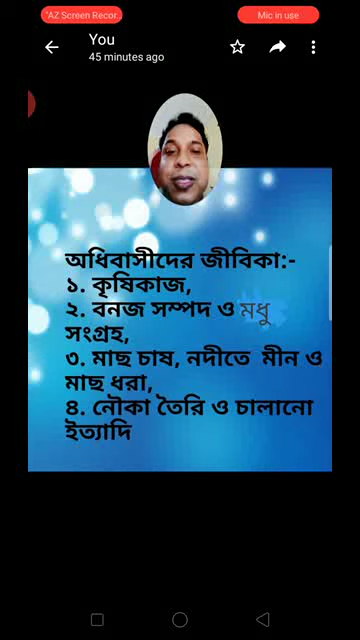 "AZ Screen Recor.
Mic in use
You
45 minutes ago
অধিবাসীদের জীবিকা:-
১. কৃষিকাজ,
২. বনজ সম্পদ ও মধু
সংগ্রহ,
৩. মাছ চাষ, নদীতে মীন ও
মাছ ধরা,
৪. নৌকা তৈরি ও চালানো
ইত্যাদি